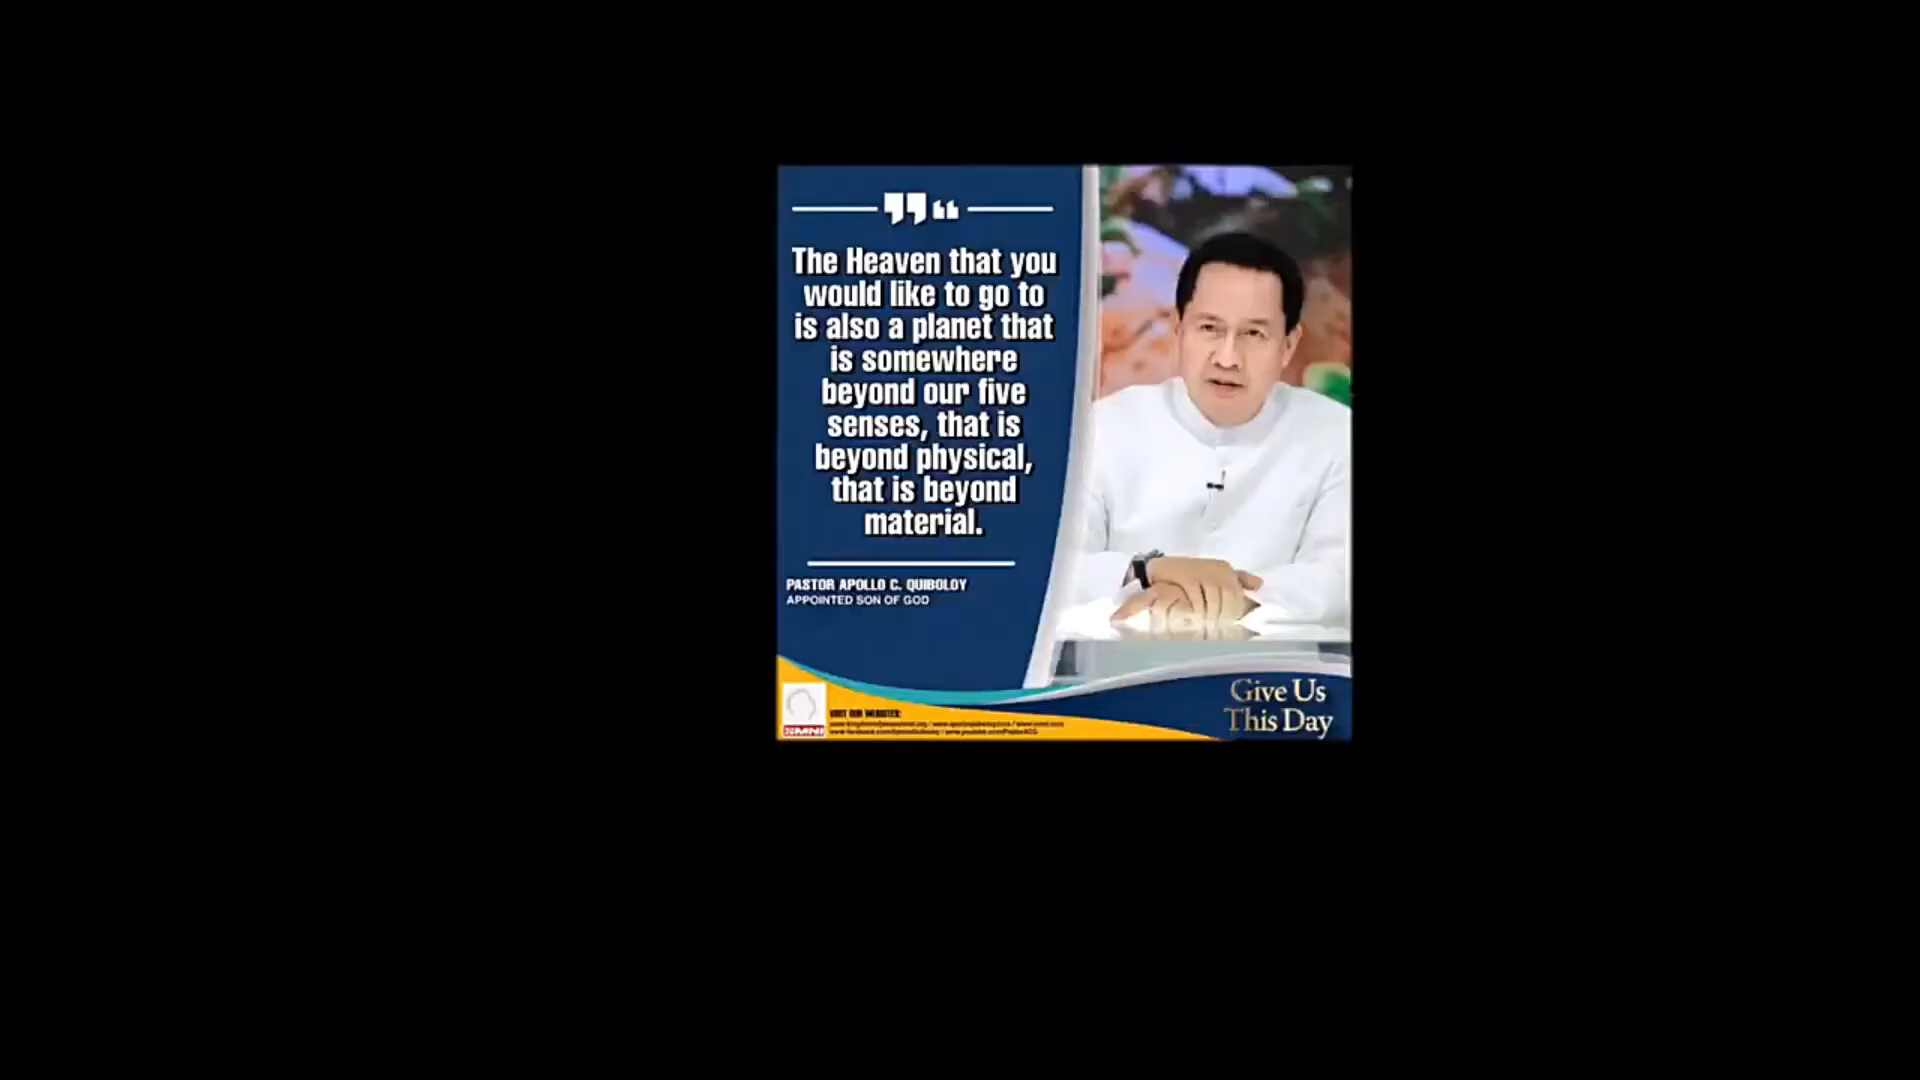 The Heaven that you
would like to go to
is also a planet that
is somewhere
beyond our five
senses, that is
beyond physical,
that is beyond
material.
PASTOR APOLLO C. QUIBOLOY
APPOINTED SON OF GOD
Give Us
This Day
VISIT OUR WEBSITES:
SMNI